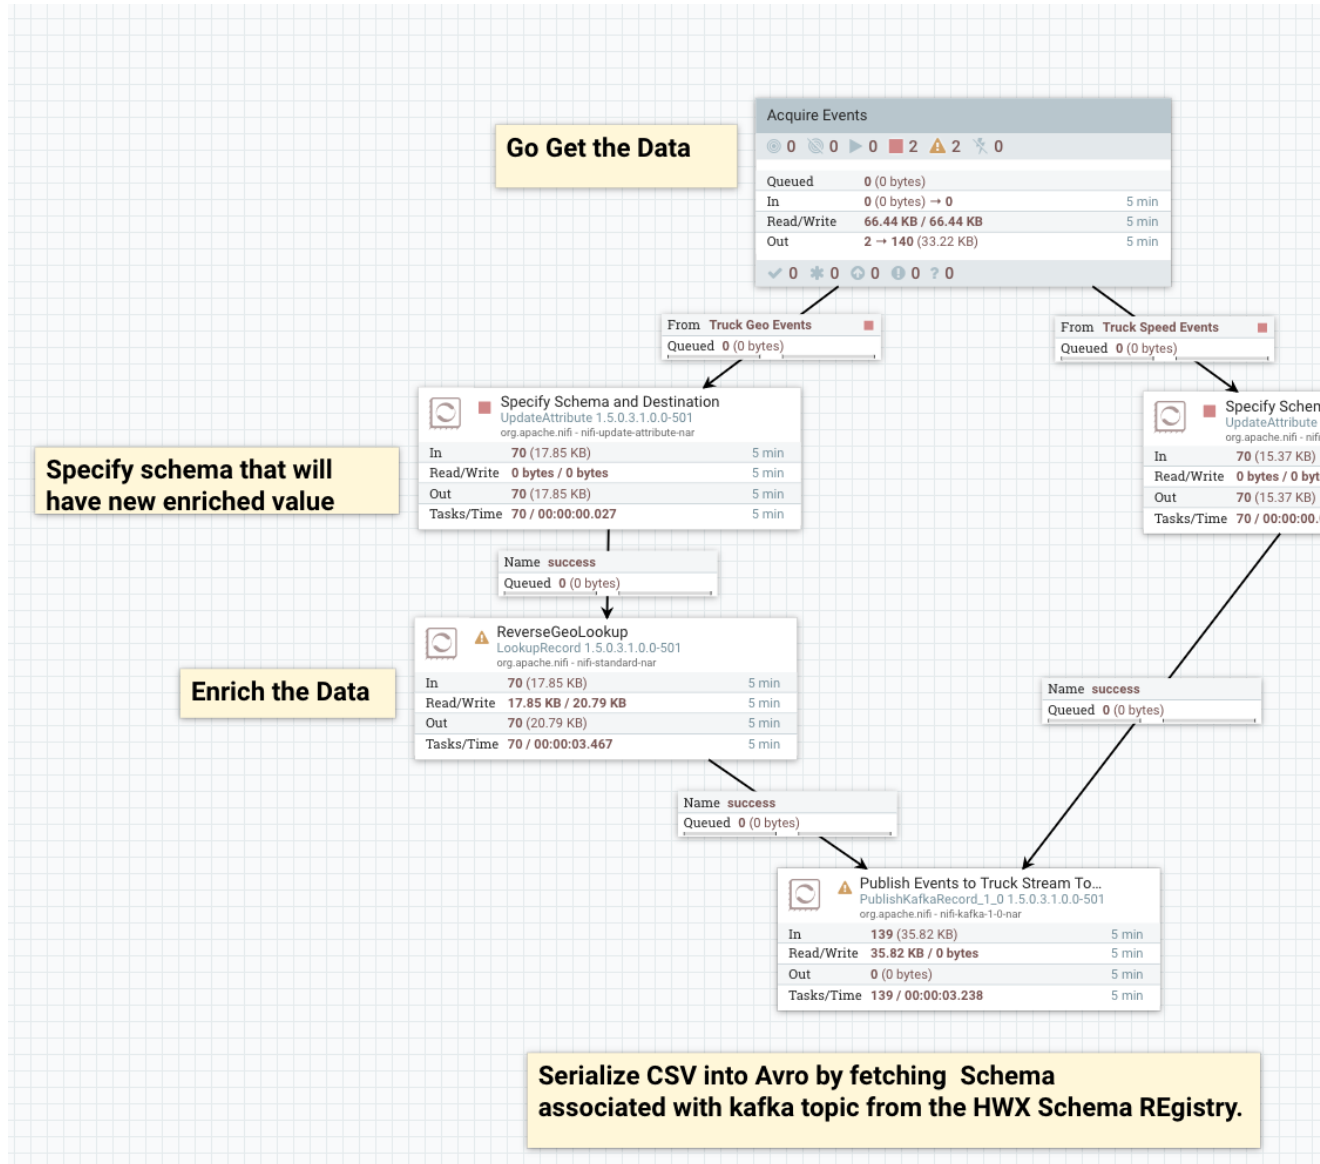 Acquire Events
0 0 0 2 2 0
Queued 0 (0 bytes)
In 0 (0 bytes) → 0 5 min
Read/Write 66.44 KB / 66.44 KB 5 min
Out 2 → 140 (33.22 KB) 5 min
0 0 0 0 ? 0
Go Get the Data
From Truck Geo Events
Queued 0 (0 bytes)
From Truck Speed Events
Queued 0 (0 bytes)
Specify Schema and Destination
UpdateAttribute 1.5.0.3.1.0.0-501
org.apache.nifi - nifi-update-attribute-nar
In 70 (17.85 KB) 5 min
Read/Write 0 bytes / 0 bytes 5 min
Out 70 (17.85 KB) 5 min
Tasks/Time 70 / 00:00:00.027 5 min
Specify Schem
UpdateAttribute
org.apache.nifi - nifi
In 70 (15.37 KB)
Read/Write 0 bytes / 0 byt
Out 70 (15.37 KB)
Tasks/Time 70 / 00:00:00.
Specify schema that will
have new enriched value
Name success
Queued 0 (0 bytes)
ReverseGeoLookup
LookupRecord 1.5.0.3.1.0.0-501
org.apache.nifi - nifi-standard-nar
In 70 (17.85 KB) 5 min
Read/Write 17.85 KB / 20.79 KB 5 min
Out 70 (20.79 KB) 5 min
Tasks/Time 70 / 00:00:03.467 5 min
Enrich the Data
Name success
Queued 0 (0 bytes)
Name success
Queued 0 (0 bytes)
Publish Events to Truck Stream To...
PublishKafkaRecord_1_0 1.5.0.3.1.0.0-501
org.apache.nifi - nifi-kafka-1-0-nar
In 139 (35.82 KB) 5 min
Read/Write 35.82 KB / 0 bytes 5 min
Out 0 (0 bytes) 5 min
Tasks/Time 139 / 00:00:03.238 5 min
Serialize CSV into Avro by fetching  Schema
associated with kafka topic from the HWX Schema REgistry.